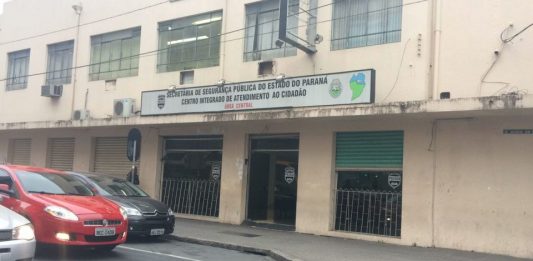 SECRETARIA DE SEGURANÇA PÚBLICA DO ESTADO DO PARANÁ
CENTRO INTEGRADO DE ATENDIMENTO AO CIDADÃO
ÁREA CENTRAL